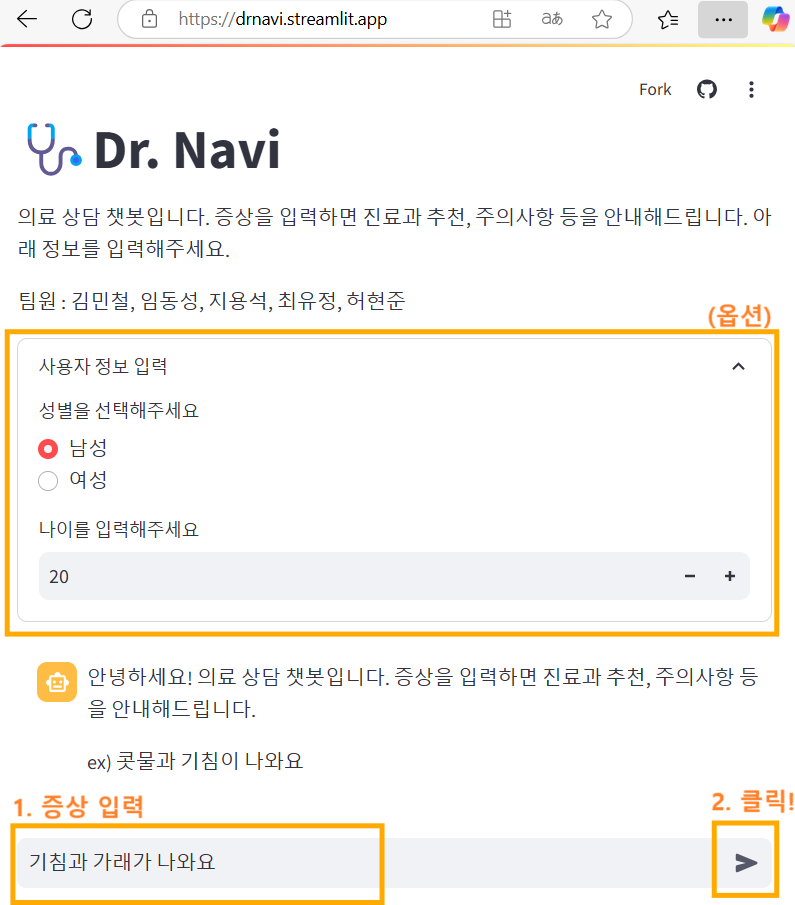 https://drnavi.streamlit.app
aあ
Fork
Dr. Navi
의료 상담 챗봇입니다. 증상을 입력하면 진료과 추천, 주의사항 등을 안내해드립니다. 아
래 정보를 입력해주세요.
팀원 : 김민철, 임동성, 지용석, 최유정, 허현준
(옵션)
사용자 정보 입력
성별을 선택해주세요
남성
여성
나이를 입력해주세요
20
안녕하세요! 의료 상담 챗봇입니다. 증상을 입력하면 진료과 추천, 주의사항 등
을 안내해드립니다.
ex) 콧물과 기침이 나와요
1. 증상 입력
2. 클릭!
기침과 가래가 나와요